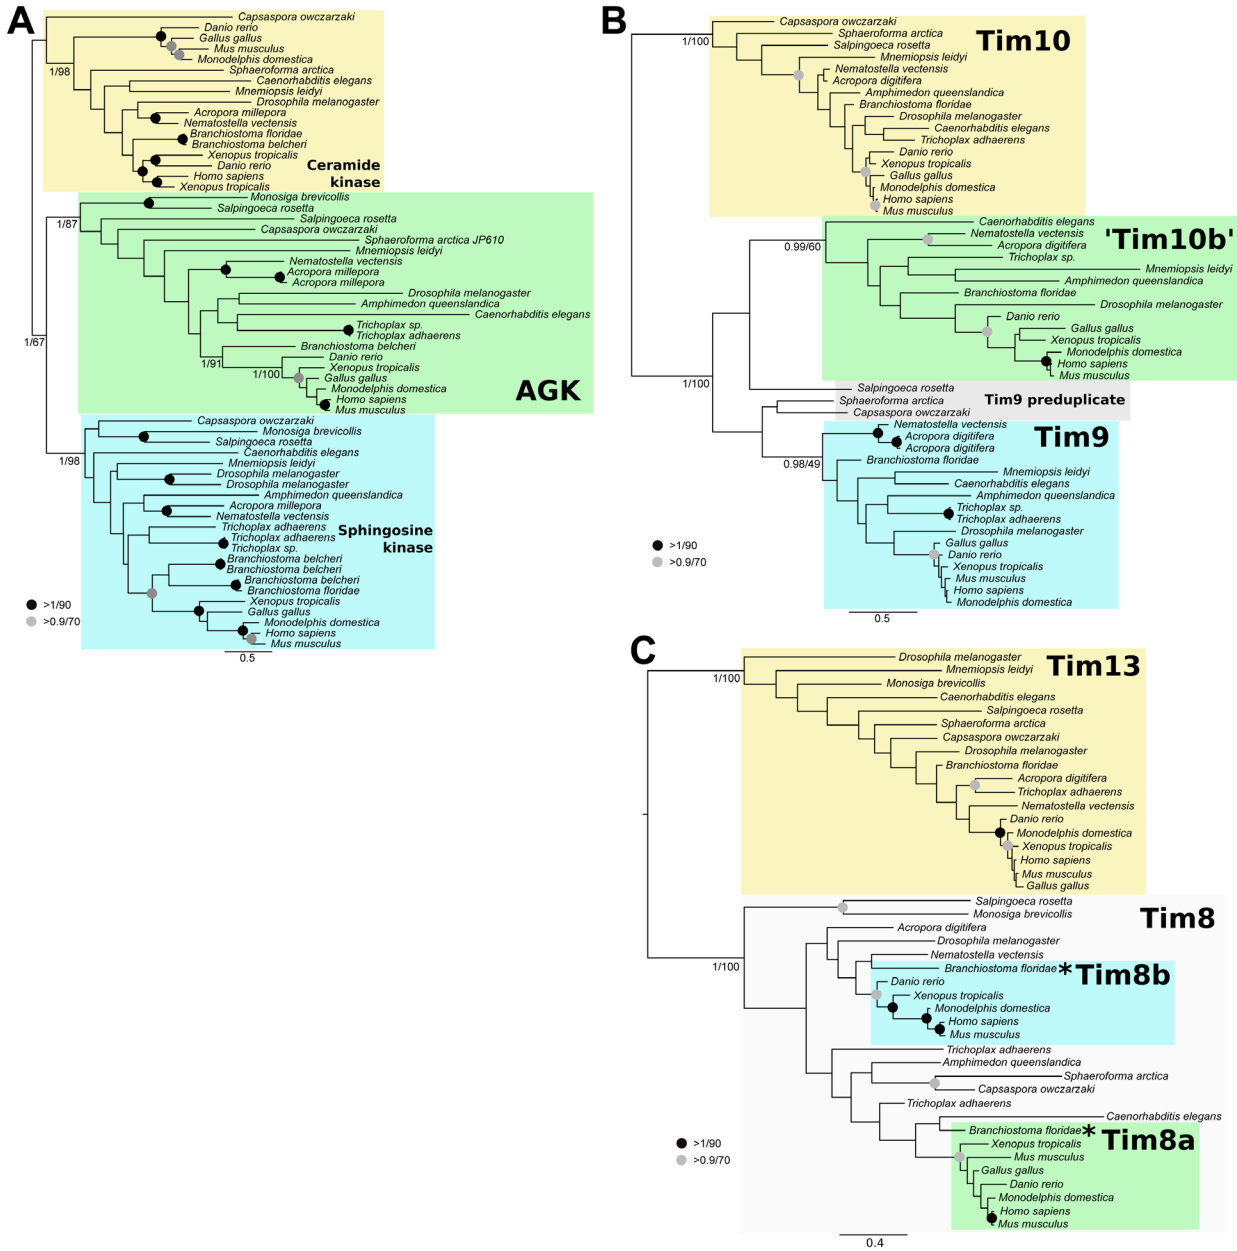 A
Capsaspora owczarzaki
Danio rerio
Gallus gallus
Mus musculus
Monodelphis domestica
1/98
Sphaeroforma arctica
Caenorhabditis elegans
Mnemiopsis leidyi
Drosophila melanogaster
Acropora millepora
Nematostella vectensis
Branchiostoma floridae
Branchiostoma belcheri
Xenopus tropicalis
Danio rerio
Homo sapiens
Xenopus tropicalis
Ceramide
kinase
Monosiga brevicollis
Salpingoeca rosetta
1/87
Salpingoeca rosetta
Capsaspora owczarzaki
Sphaeroforma arctica JP610
Mnemiopsis leidyi
Nematostella vectensis
Acropora millepora
Acropora millepora
Drosophila melanogaster
Amphimedon queenslandica
Caenorhabditis elegans
Trichoplax sp.
Trichoplax adhaerens
1/67
Branchiostoma belcheri
1/91
Danio rerio
Xenopus tropicalis
1/100
Gallus gallus
Monodelphis domestica
Homo sapiens
Mus musculus
AGK
Capsaspora owczarzaki
Monosiga brevicollis
Salpingoeca rosetta
1/98
Caenorhabditis elegans
Mnemiopsis leidyi
Drosophila melanogaster
Drosophila melanogaster
Amphimedon queenslandica
Acropora millepora
Nematostella vectensis
Trichoplax adhaerens
Trichoplax adhaerens
Trichoplax sp.
Sphingosine
kinase
Branchiostoma belcheri
Branchiostoma belcheri
Branchiostoma belcheri
Branchiostoma floridae
Xenopus tropicalis
Gallus gallus
Monodelphis domestica
Homo sapiens
Mus musculus
>1/90
>0.9/70
0.5
B
Capsaspora owczarzaki
Sphaeroforma arctica
1/100
Salpingoeca rosetta
Tim10
Mnemiopsis leidyi
Nematostella vectensis
Acropora digitifera
Amphimedon queenslandica
Branchiostoma floridae
Drosophila melanogaster
Caenorhabditis elegans
Trichoplax adhaerens
Danio rerio
Xenopus tropicalis
Gallus gallus
Monodelphis domestica
Homo sapiens
Mus musculus
Caenorhabditis elegans
Nematostella vectensis
Acropora digitifera
'Tim10b'
0.99/60
Trichoplax sp.
Mnemiopsis leidyi
Amphimedon queenslandica
Branchiostoma floridae
Drosophila melanogaster
Danio rerio
Gallus gallus
Xenopus tropicalis
Monodelphis domestica
Homo sapiens
Mus musculus
1/100
Salpingoeca rosetta
Sphaeroforma arctica
Capsaspora owczarzaki
Tim9 preduplicate
Nematostella vectensis
Acropora digitifera
Acropora digitifera
Tim9
Branchiostoma floridae
0.98/49
Mnemiopsis leidyi
Caenorhabditis elegans
Amphimedon queenslandica
Trichoplax sp.
Trichoplax adhaerens
Drosophila melanogaster
Gallus gallus
Danio rerio
Xenopus tropicalis
Mus musculus
Homo sapiens
Monodelphis domestica
>1/90
>0.9/70
0.5
C
Drosophila melanogaster
Mnemiopsis leidyi
Tim13
1/100
Monosiga brevicollis
Caenorhabditis elegans
Salpingoeca rosetta
Sphaeroforma arctica
Capsaspora owczarzaki
Drosophila melanogaster
Branchiostoma floridae
Acropora digitifera
Trichoplax adhaerens
Nematostella vectensis
Danio rerio
Monodelphis domestica
Xenopus tropicalis
Homo sapiens
Mus musculus
Gallus gallus
Salpingoeca rosetta
Monosiga brevicollis
Tim8
Acropora digitifera
Drosophila melanogaster
Nematostella vectensis
1/100
Branchiostoma floridae * Tim8b
Danio rerio
Xenopus tropicalis
Monodelphis domestica
Homo sapiens
Mus musculus
Trichoplax adhaerens
Amphimedon queenslandica
Sphaeroforma arctica
Capsaspora owczarzaki
Trichoplax adhaerens
Caenorhabditis elegans
Branchiostoma floridae * Tim8a
Xenopus tropicalis
Mus musculus
Gallus gallus
Danio rerio
Monodelphis domestica
Homo sapiens
Mus musculus
>1/90
>0.9/70
0.4